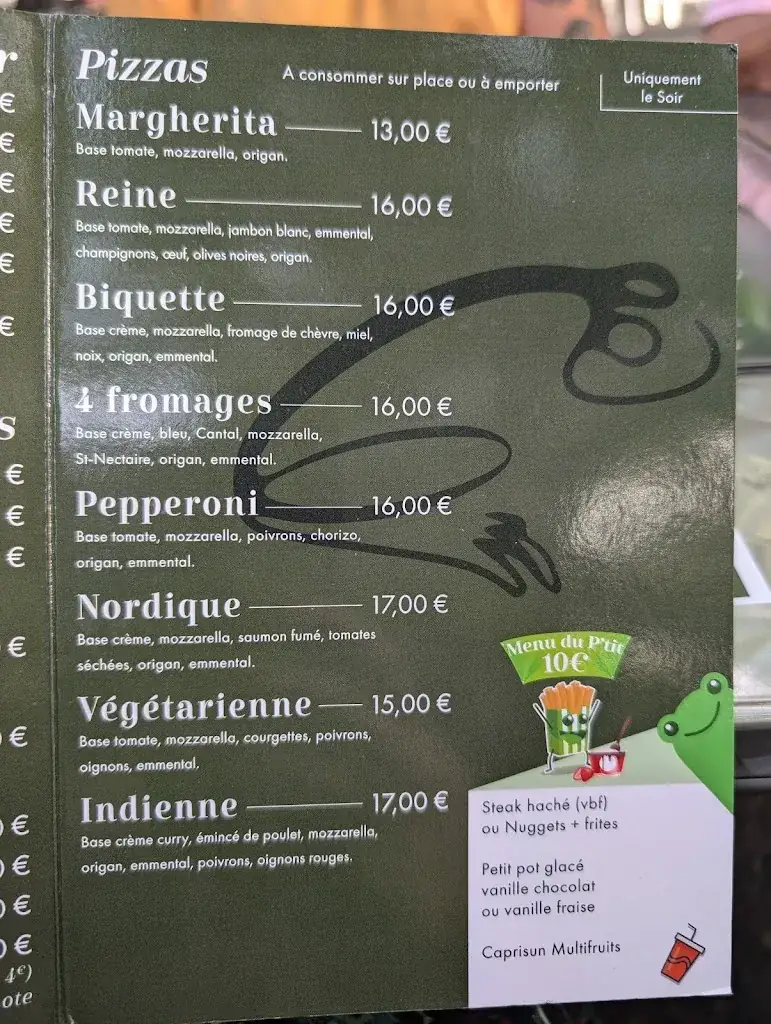 Pizzas
A consommer sur place ou à emporter
Uniquement
le Soir
Margherita 13,00 €
Base tomate, mozzarella, origan.
Reine 16,00 €
Base tomate, mozzarella, jambon blanc, emmental,
champignons, œuf, olives noires, origan.
Biquette 16,00 €
Base crème, mozzarella, fromage de chèvre, miel,
noix, origan, emmental.
4 fromages 16,00 €
Base crème, bleu, Cantal, mozzarella,
St-Nectaire, origan, emmental.
Pepperoni 16,00 €
Base tomate, mozzarella, poivrons, chorizo,
origan, emmental.
Nordique 17,00 €
Base crème, mozzarella, saumon fumé, tomates
séchées, origan, emmental.
Végétarienne 15,00 €
Base tomate, mozzarella, courgettes, poivrons,
oignons, emmental.
Indienne 17,00 €
Base crème curry, émincé de poulet, mozzarella,
origan, emmental, poivrons, oignons rouges.
Menu du P'tit
10€
Steak haché (vbf)
ou Nuggets + frites
Petit pot glacé
vanille chocolat
ou vanille fraise
Caprisun Multifruits